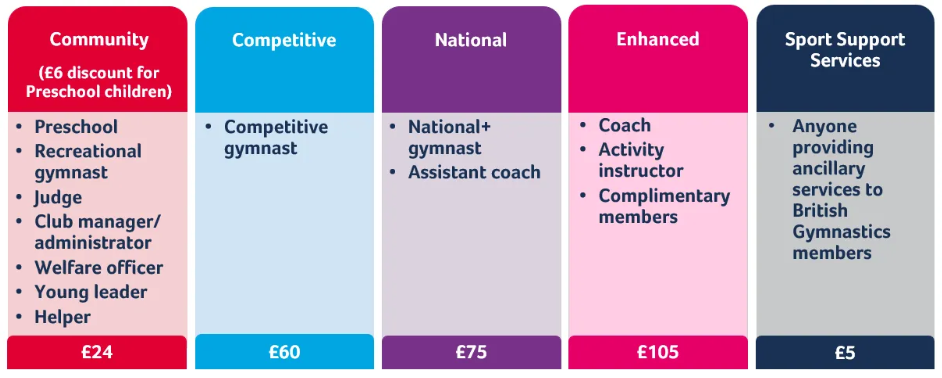 Community
(£6 discount for
Preschool children)
• Preschool
• Recreational
gymnast
• Judge
• Club manager/
administrator
• Welfare officer
• Young leader
• Helper
£24
Competitive
• Competitive
gymnast
£60
National
• National+
gymnast
• Assistant coach
£75
Enhanced
• Coach
• Activity
instructor
• Complimentary
members
£105
Sport Support
Services
• Anyone
providing
ancillary
services to
British
Gymnastics
members
£5